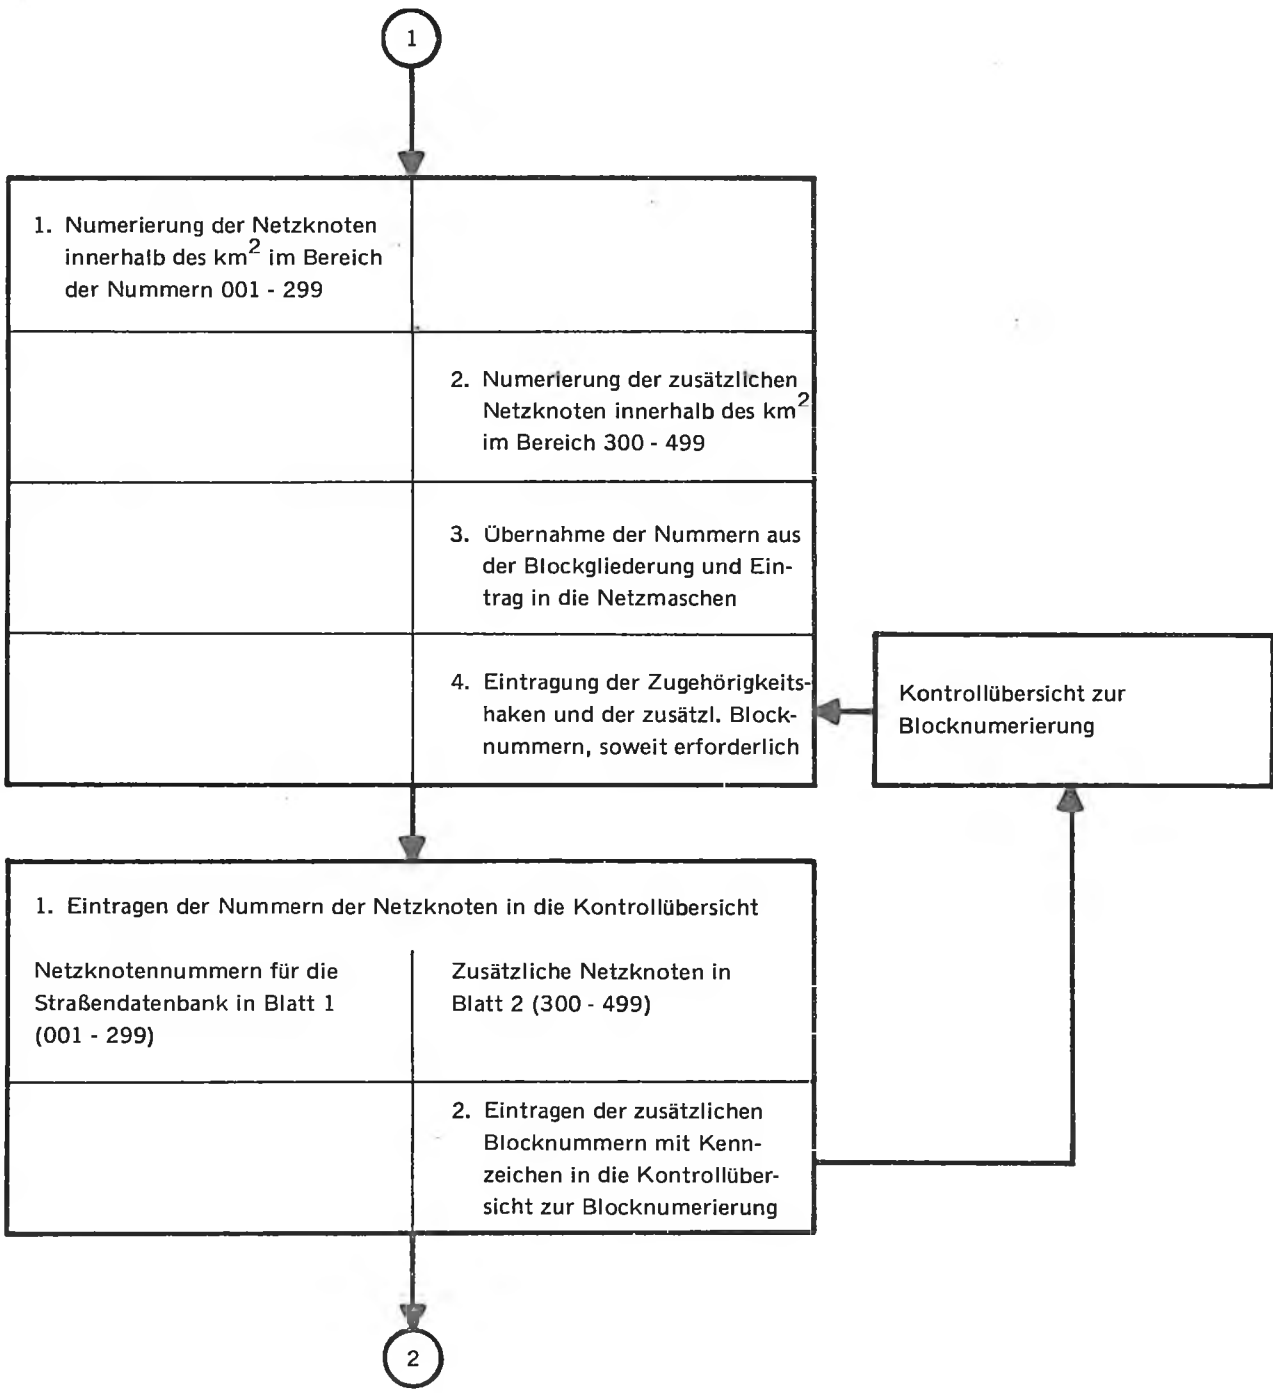 1
1. Numerierung der Netzknoten
innerhalb des km² im Bereich
der Nummern 001 - 299
2. Numerierung der zusätzlichen
Netzknoten innerhalb des km²
im Bereich 300 - 499
3. Übernahme der Nummern aus
der Blockgliederung und Ein-
trag in die Netzmaschen
4. Eintragung der Zugehörigkeits-
haken und der zusätzl. Block-
nummern, soweit erforderlich
Kontrollübersicht zur
Blocknumerierung
1. Eintragen der Nummern der Netzknoten in die Kontrollübersicht
Netzknotennummern für die
Straßendatenbank in Blatt 1
(001 - 299)
Zusätzliche Netzknoten in
Blatt 2 (300 - 499)
2. Eintragen der zusätzlichen
Blocknummern mit Kenn-
zeichen in die Kontrollüber-
sicht zur Blocknumerierung
2